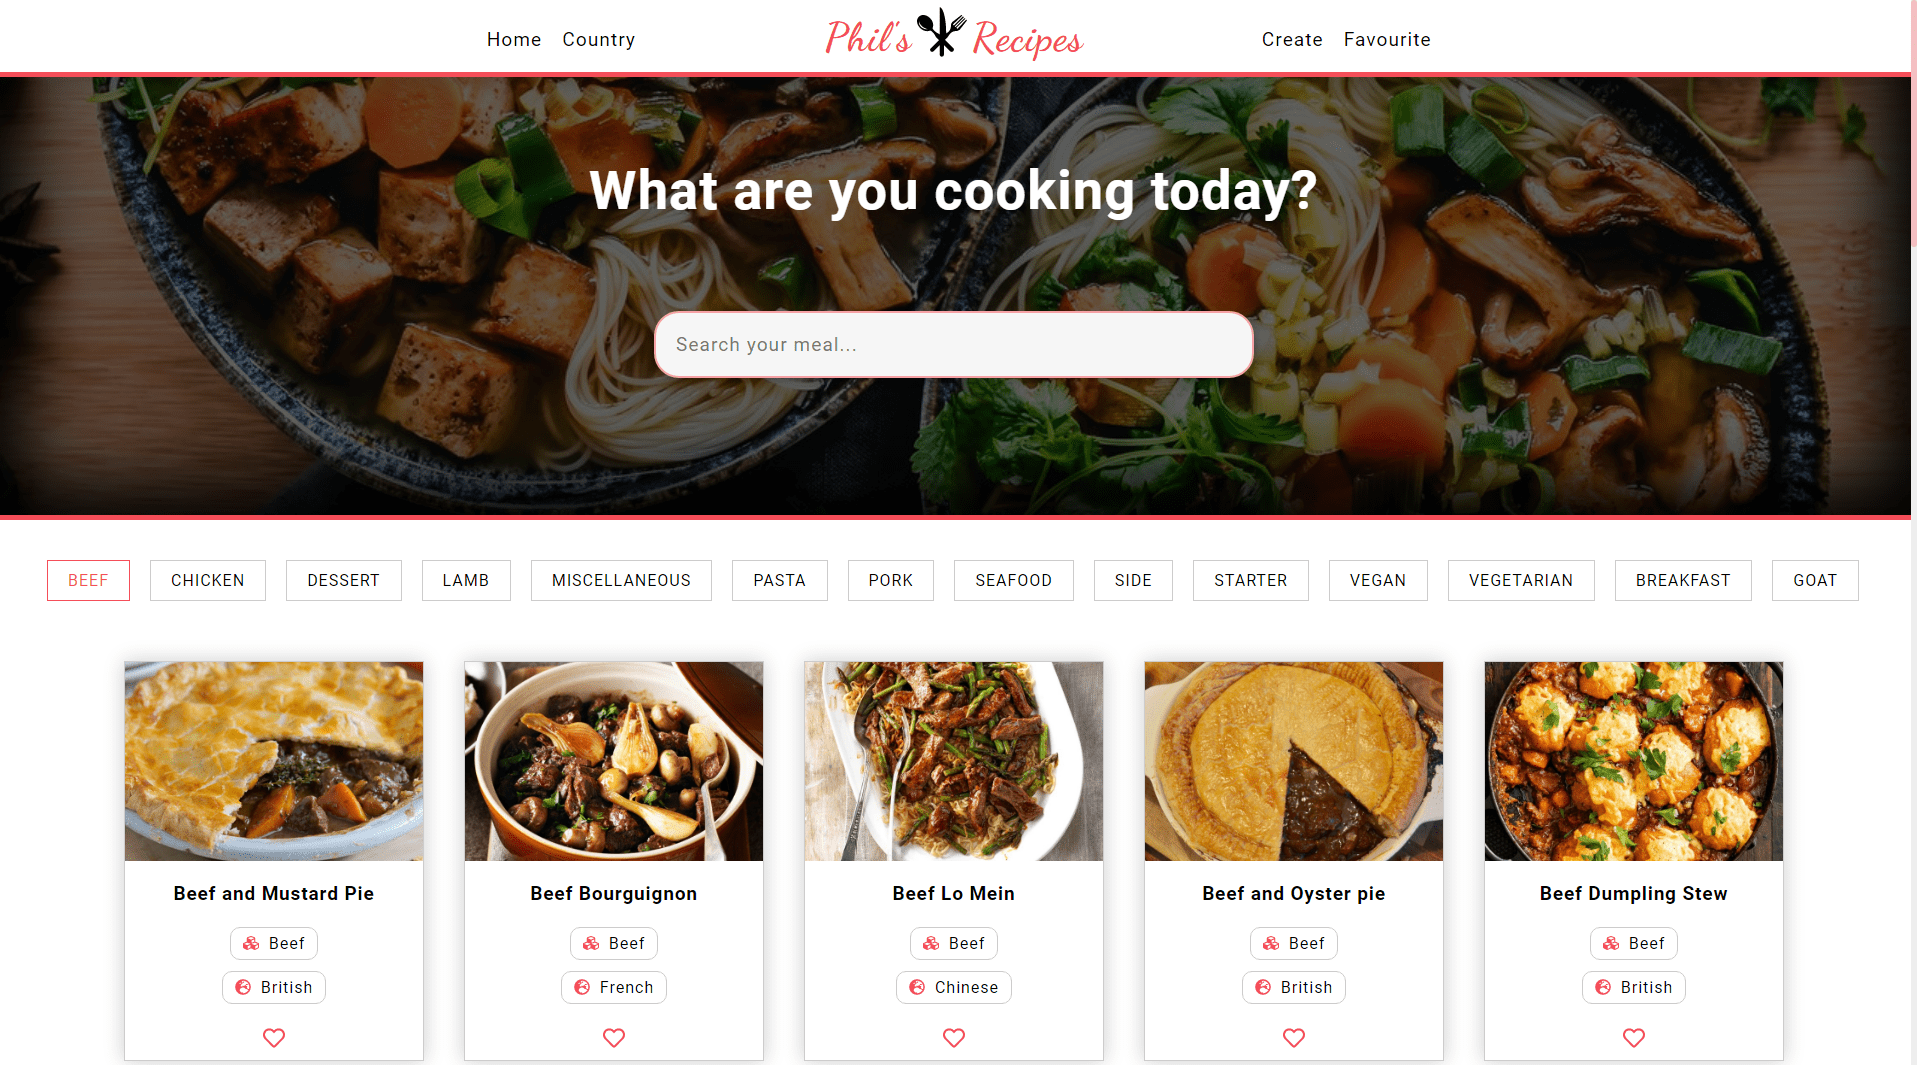 Home Country Phil's Recipes Create Favourite
What are you cooking today?
Search your meal...
BEEF CHICKEN DESSERT LAMB MISCELLANEOUS PASTA PORK SEAFOOD SIDE STARTER VEGAN VEGETARIAN BREAKFAST GOAT
Beef and Mustard Pie
Beef
British
Beef Bourguignon
Beef
French
Beef Lo Mein
Beef
Chinese
Beef and Oyster pie
Beef
British
Beef Dumpling Stew
Beef
British